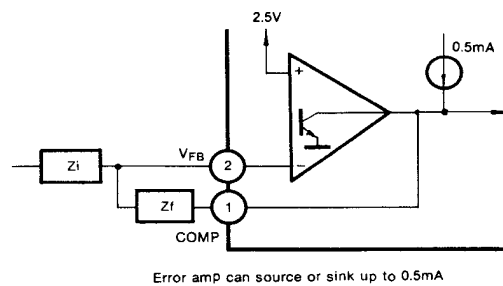 2.5V
0.5mA
+
Zi
VFB
2
−
Zf
1
COMP
Error amp can source or sink up to 0.5mA